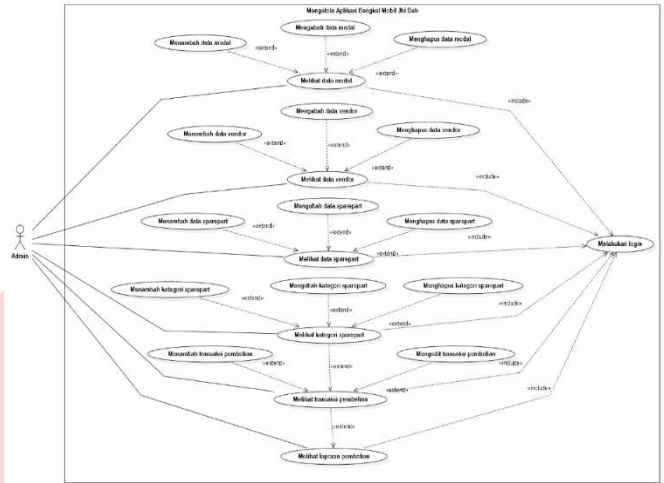 Mengelola Aplikasi Bengkel Mobil Jhi Dah
Mengubah data modal
Menambah data modal
Menghapus data modal
«extend»
«extend»
«extend»
Melihat data modal
«include»
Mengubah data vendor
Menambah data vendor
Menghapus data vendor
«extend»
«extend»
«extend»
Melihat data vendor
«include»
Mengubah data sparepart
Menambah data sparepart
Menghapus data sparepart
«extend»
«extend»
«include»
Admin
Melakukan login
Melihat data sparepart
«extend»
Mengubah kategori sparepart
Menambah kategori sparepart
Menghapus kategori sparepart
«extend»
«extend»
«include»
Melihat kategori sparepart
«extend»
Menambah transaksi pembelian
«extend»
Mengedit transaksi pembelian
«extend»
«include»
«extend»
Melihat transaksi pembelian
«extend»
«include»
Melihat laporan pembelian